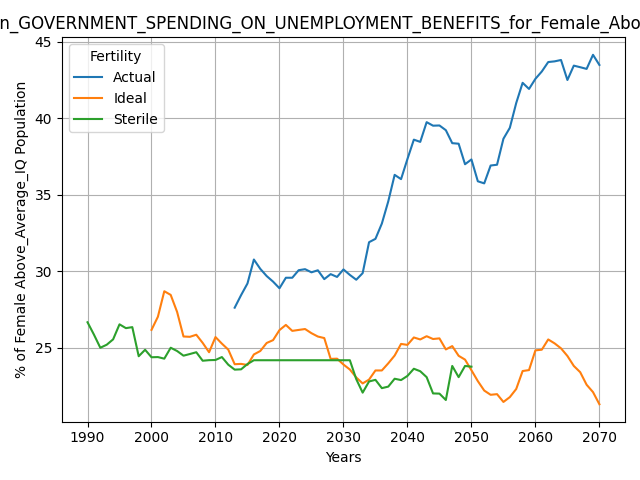 n_GOVERNMENT_SPENDING_ON_UNEMPLOYMENT_BENEFITS_for_Female_Abo
Fertility
Actual
Ideal
Sterile
% of Female Above_Average_IQ Population
45
40
35
30
25
1990 2000 2010 2020 2030 2040 2050 2060 2070
Years